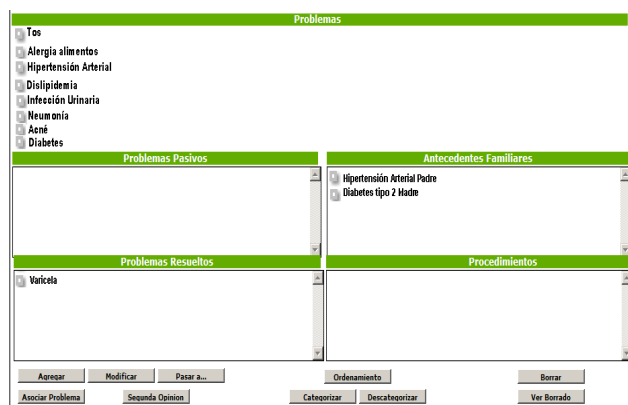 Problemas
Tos
Alergia alimentos
Hipertensión Arterial
Dislipidemia
Infección Urinaria
Neumonía
Acné
Diabetes
Problemas Pasivos
Antecedentes Familiares
Hipertensión Arterial Padre
Diabetes tipo 2 Madre
Problemas Resueltos
Procedimientos
Varicela
Agregar Modificar Pasar a... Ordenamiento Borrar
Asociar Problema Segunda Opinion Categorizar Descategorizar Ver Borrado